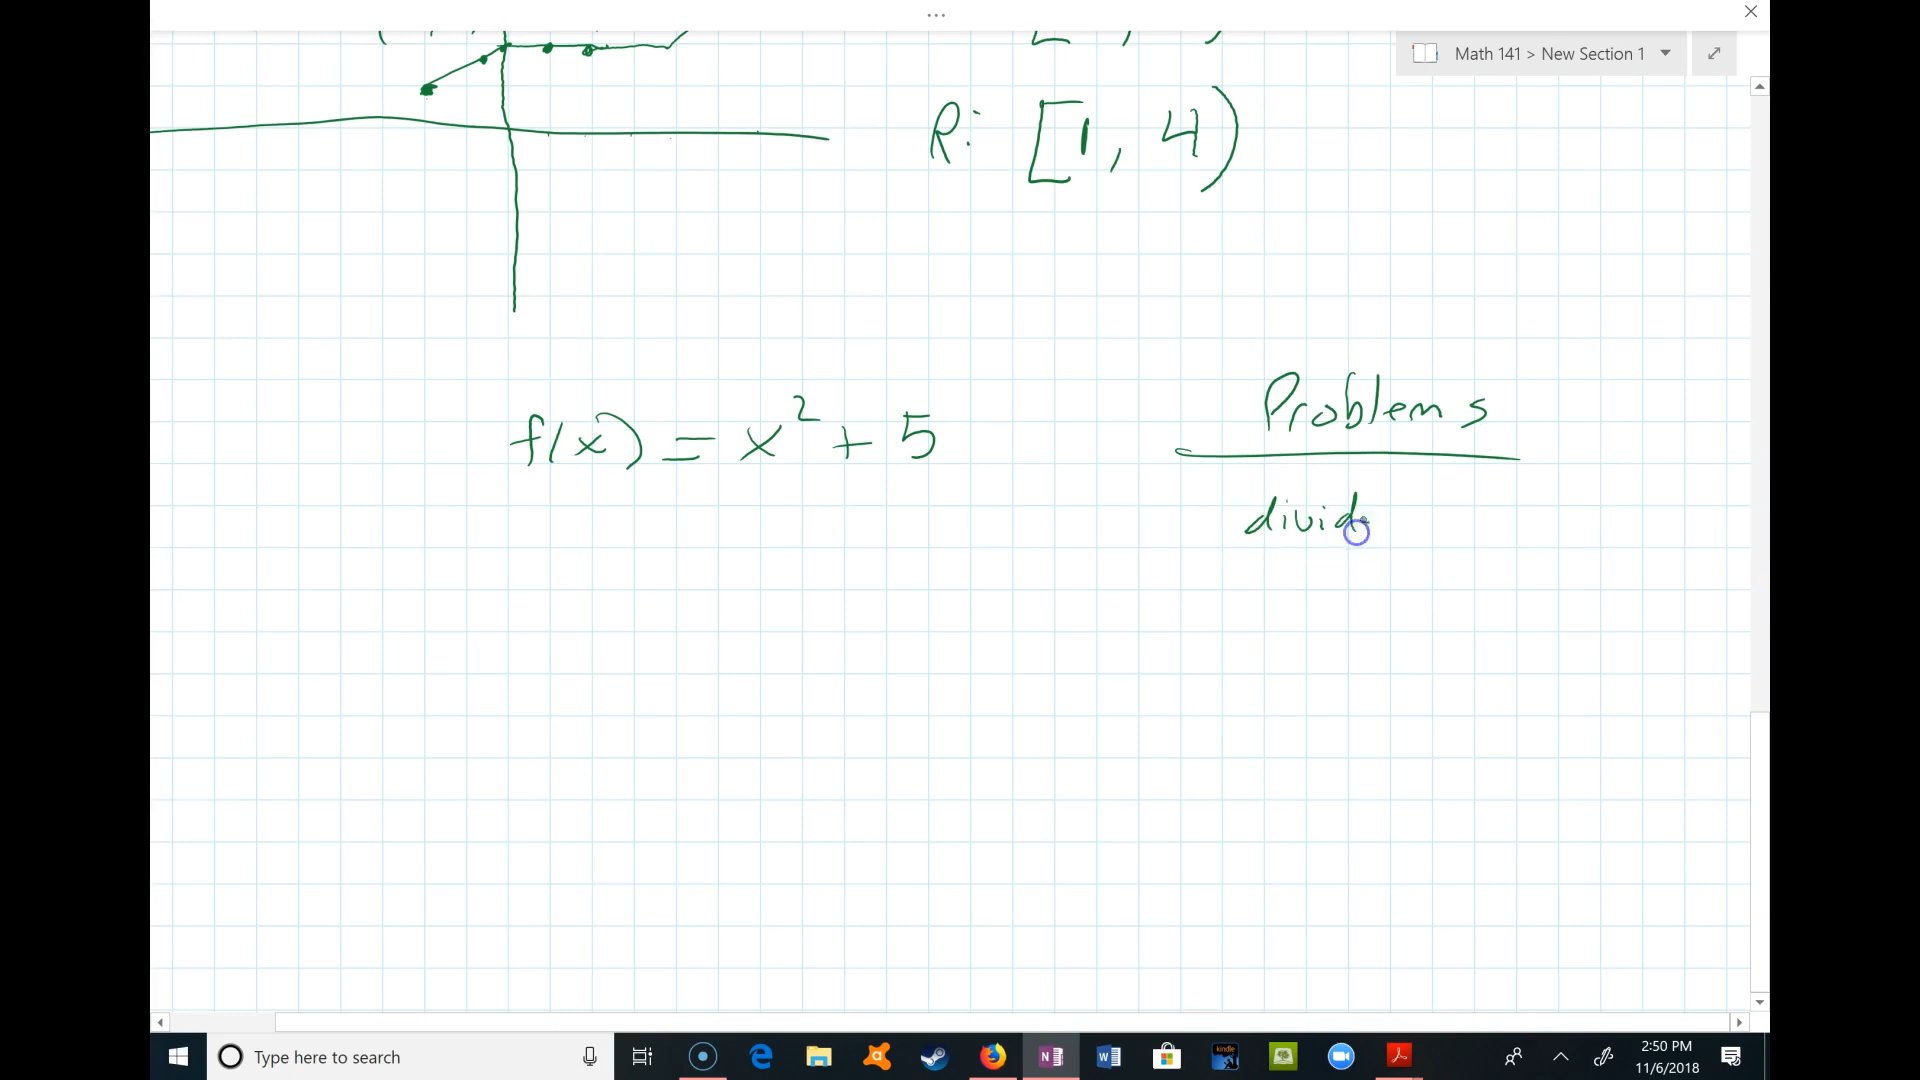 ...
Math 141 > New Section 1
R: [1, 4)
f(x) = x² + 5
Problems
divid
Type here to search
kindle
2:50 PM
11/6/2018